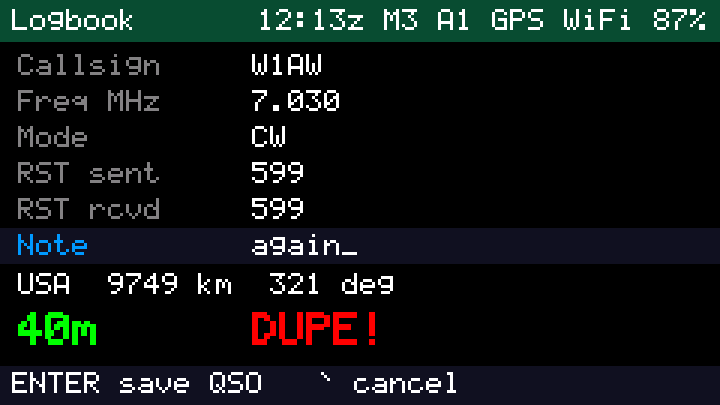 Logbook 12:13z M3 A1 GPS WiFi 87%
Callsign W1AW
Freq MHz 7.030
Mode CW
RST sent 599
RST rcvd 599
Note again_
USA 9749 km 321 deg
40m DUPE!
ENTER save QSO ` cancel